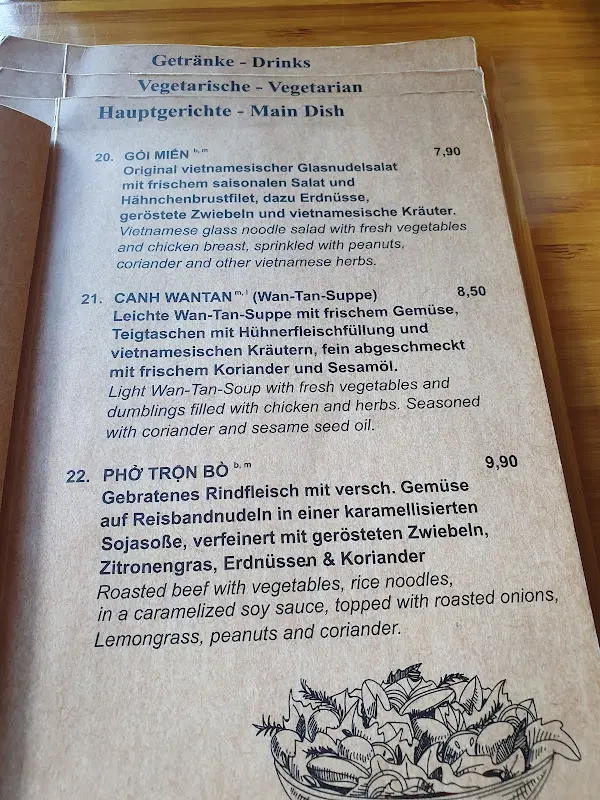 Getränke - Drinks
Vegetarische - Vegetarian
Hauptgerichte - Main Dish
20. GỎI MIẾN b, m 7,90
Original vietnamesischer Glasnudelsalat
mit frischem saisonalen Salat und
Hähnchenbrustfilet, dazu Erdnüsse,
geröstete Zwiebeln und vietnamesische Kräuter.
Vietnamese glass noodle salad with fresh vegetables
and chicken breast, sprinkled with peanuts,
coriander and other vietnamese herbs.
21. CANH WANTAN m, l (Wan-Tan-Suppe) 8,50
Leichte Wan-Tan-Suppe mit frischem Gemüse,
Teigtaschen mit Hühnerfleischfüllung und
vietnamesischen Kräutern, fein abgeschmeckt
mit frischem Koriander und Sesamöl.
Light Wan-Tan-Soup with fresh vegetables and
dumblings filled with chicken and herbs. Seasoned
with coriander and sesame seed oil.
22. PHỞ TRỘN BÒ b, m 9,90
Gebratenes Rindfleisch mit versch. Gemüse
auf Reisbandnudeln in einer karamellisierten
Sojasoße, verfeinert mit gerösteten Zwiebeln,
Zitronengras, Erdnüssen & Koriander
Roasted beef with vegetables, rice noodles,
in a caramelized soy sauce, topped with roasted onions,
Lemongrass, peanuts and coriander.